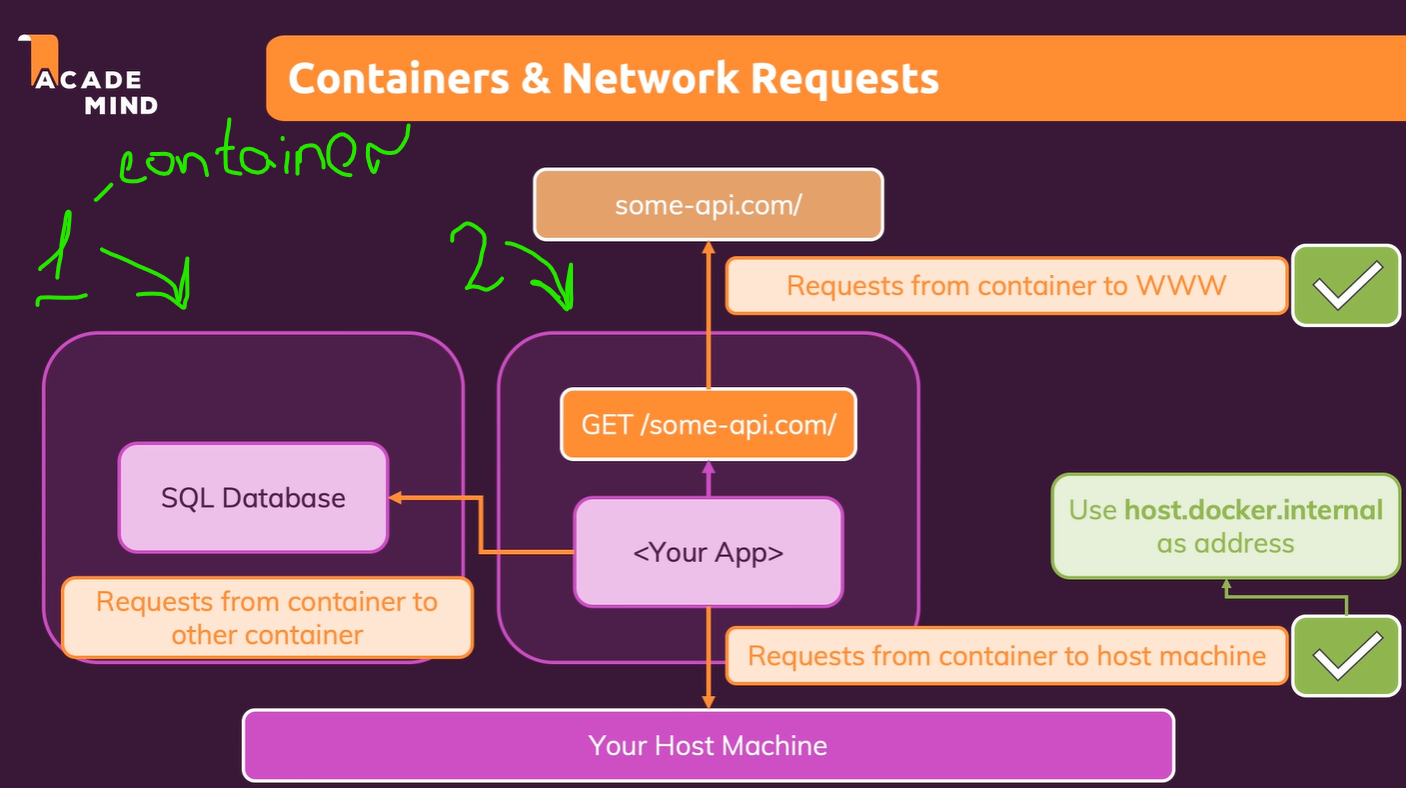 ACADE
MIND
Containers & Network Requests
container
1
2
some-api.com/
Requests from container to WWW
GET /some-api.com/
SQL Database
<Your App>
Use host.docker.internal
as address
Requests from container to
other container
Requests from container to host machine
Your Host Machine